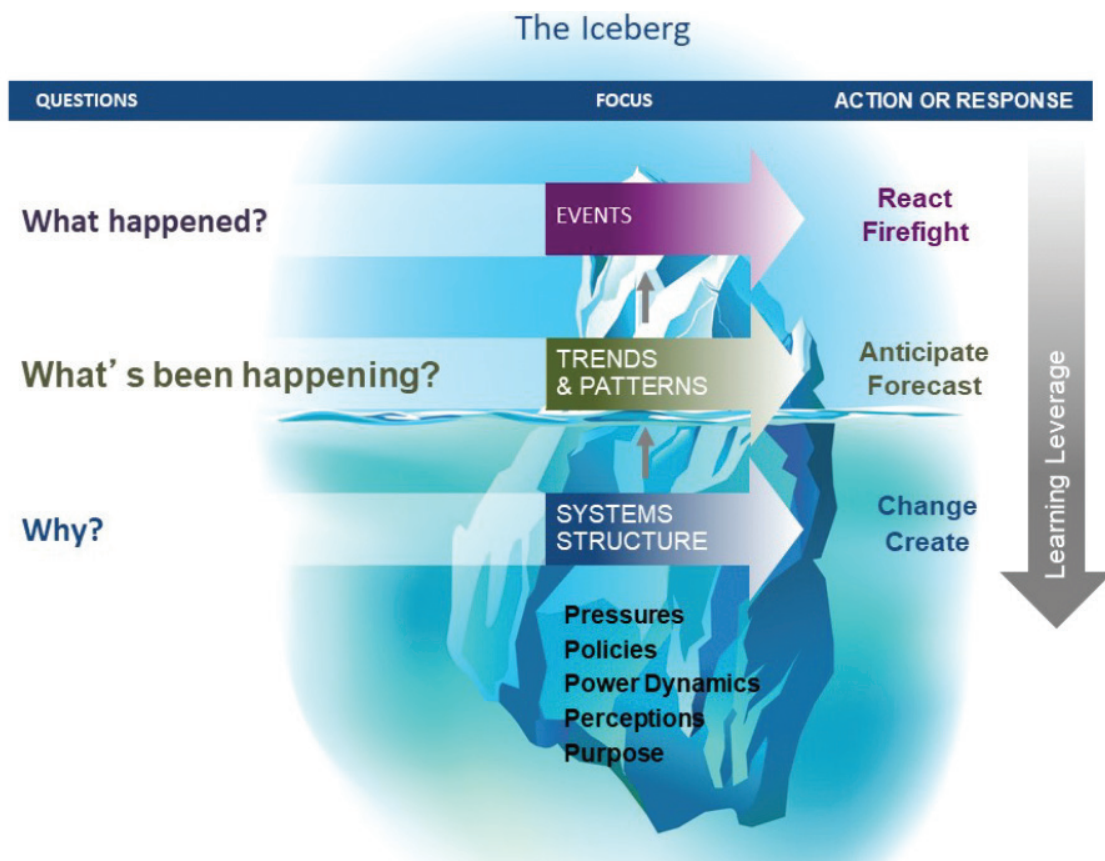 The Iceberg
QUESTIONS FOCUS ACTION OR RESPONSE
What happened?
EVENTS
React
Firefight
What's been happening?
TRENDS
& PATTERNS
Anticipate
Forecast
Why?
SYSTEMS
STRUCTURE
Change
Create
Pressures
Policies
Power Dynamics
Perceptions
Purpose
Learning Leverage